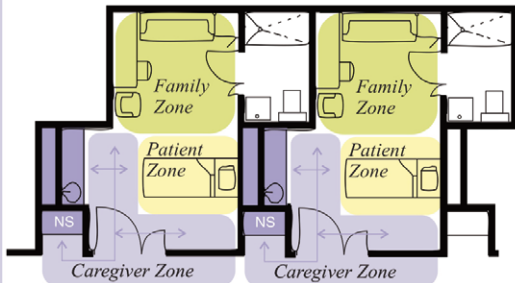 Family
Zone
Family
Zone
Patient
Zone
Patient
Zone
NS
NS
Caregiver Zone
Caregiver Zone